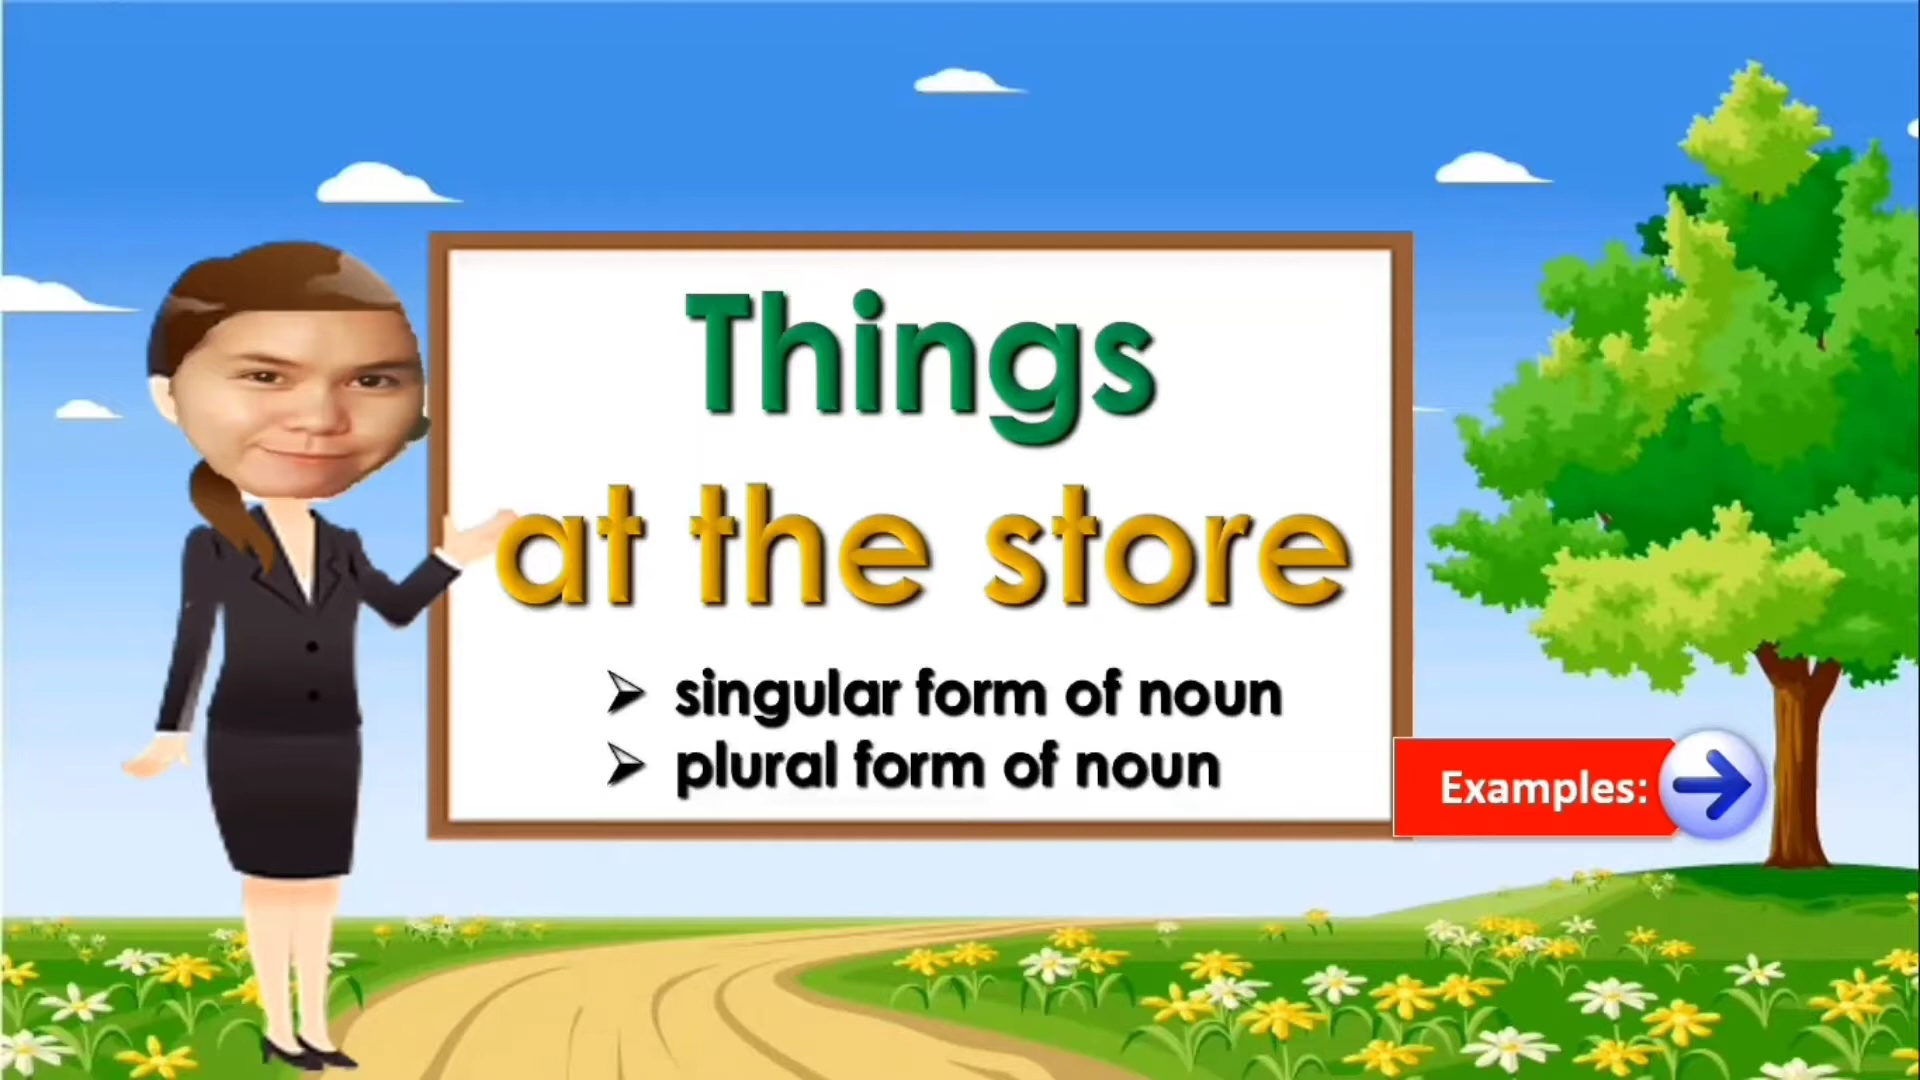 Things
at the store
➢ singular form of noun
➢ plural form of noun
Examples: